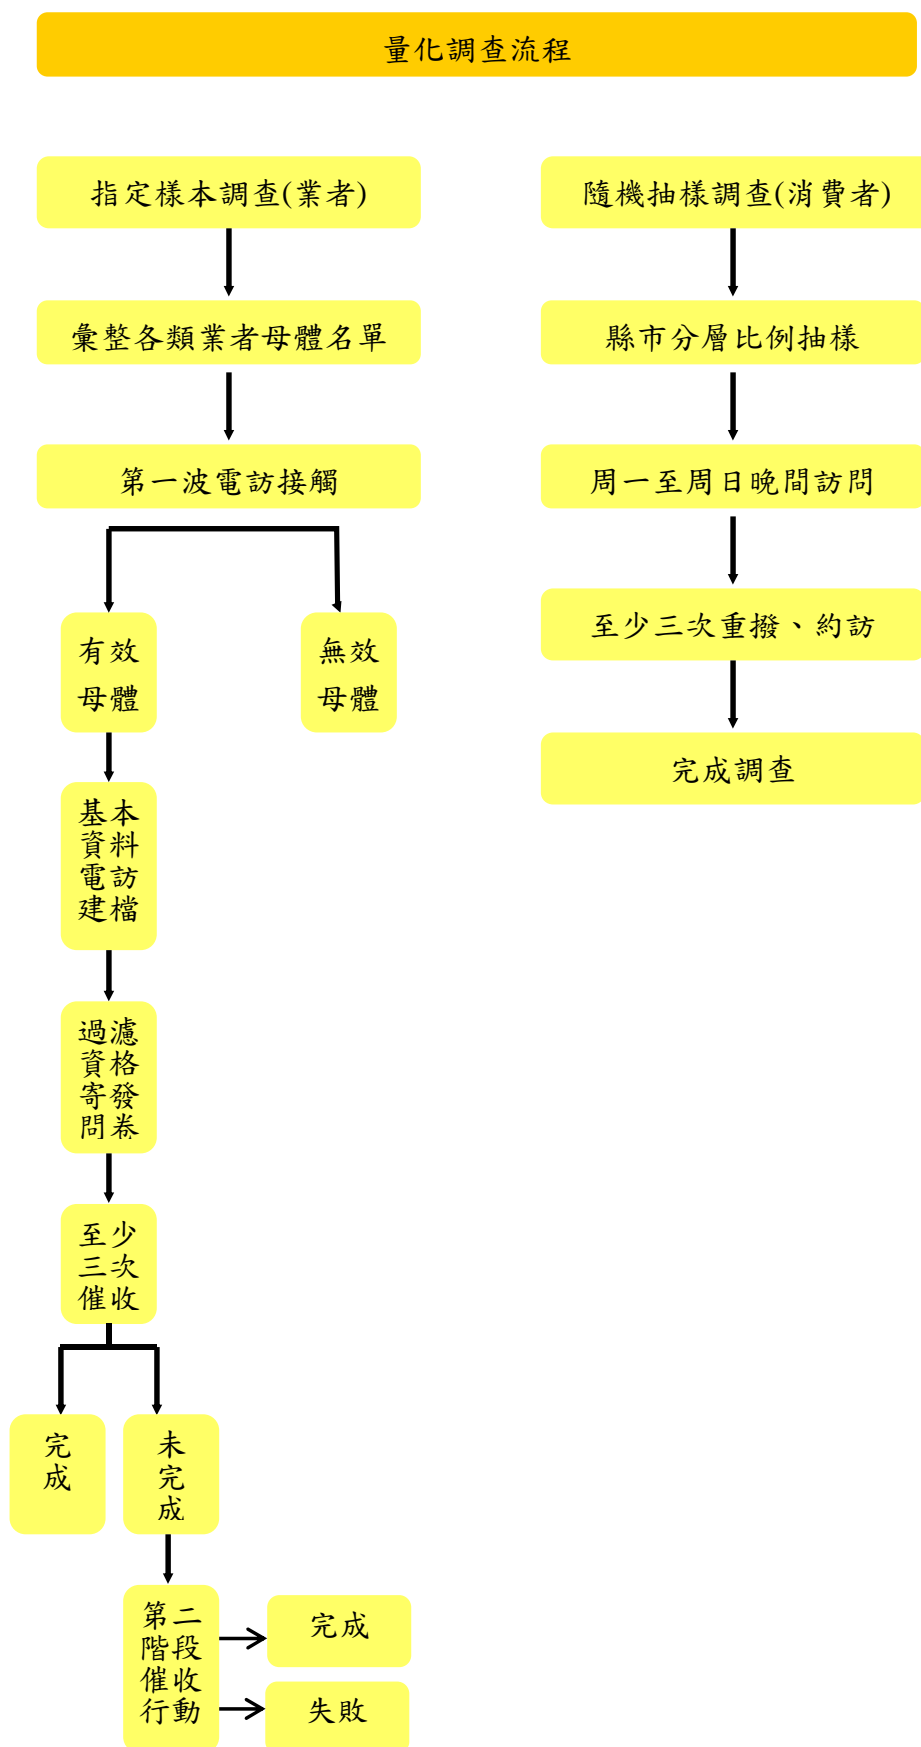 量化調查流程
指定樣本調查(業者)
彙整各類業者母體名單
第一波電訪接觸
有效
母體
無效
母體
基本
資料
電訪
建檔
過濾
資格
寄發
問卷
至少
三次
催收
完
成
未
完
成
第二
階段
催收
行動
完成
失敗
隨機抽樣調查(消費者)
縣市分層比例抽樣
周一至周日晚間訪問
至少三次重撥、約訪
完成調查